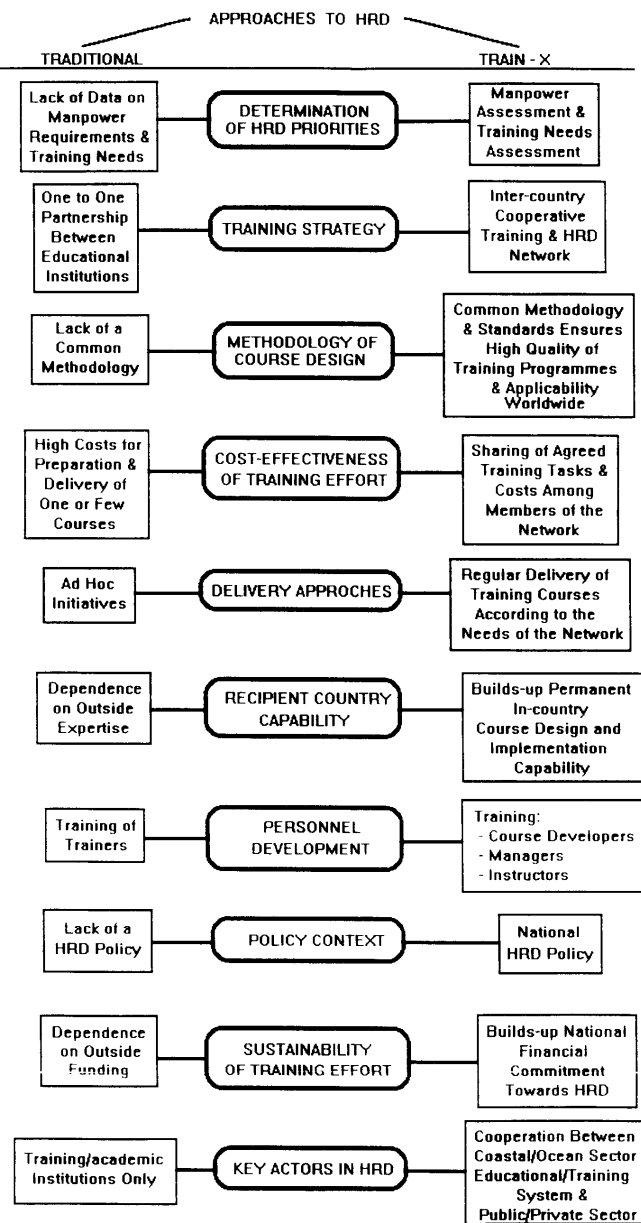 APPROACHES TO HRD
TRADITIONAL
TRAIN - X
Lack of Data on
Manpower
Requirements &
Training Needs
DETERMINATION
OF HRD PRIORITIES
Manpower
Assessment &
Training Needs
Assessment
One to One
Partnership
Between
Educational
Institutions
TRAINING STRATEGY
Inter-country
Cooperative
Training & HRD
Network
Lack of a
Common
Methodology
METHODOLOGY OF
COURSE DESIGN
Common Methodology
& Standards Ensures
High Quality of
Training Programmes
& Applicability
Worldwide
High Costs for
Preparation &
Delivery of
One or Few
Courses
COST-EFFECTIVENESS
OF TRAINING EFFORT
Sharing of Agreed
Training Tasks &
Costs Among
Members of the
Network
Ad Hoc
Initiatives
DELIVERY APPROCHES
Regular Delivery of
Training Courses
According to the
Needs of the Network
Dependence
on Outside
Expertise
RECIPIENT COUNTRY
CAPABILITY
Builds-up Permanent
In-country
Course Design and
Implementation
Capability
Training of
Trainers
PERSONNEL
DEVELOPMENT
Training:
- Course Developers
- Managers
- Instructors
Lack of a
HRD Policy
POLICY CONTEXT
National
HRD Policy
Dependence
on Outside
Funding
SUSTAINABILITY
OF TRAINING EFFORT
Builds-up National
Financial
Commitment
Towards HRD
Training/academic
Institutions Only
KEY ACTORS IN HRD
Cooperation Between
Coastal/Ocean Sector
Educational/Training
System &
Public/Private Sector